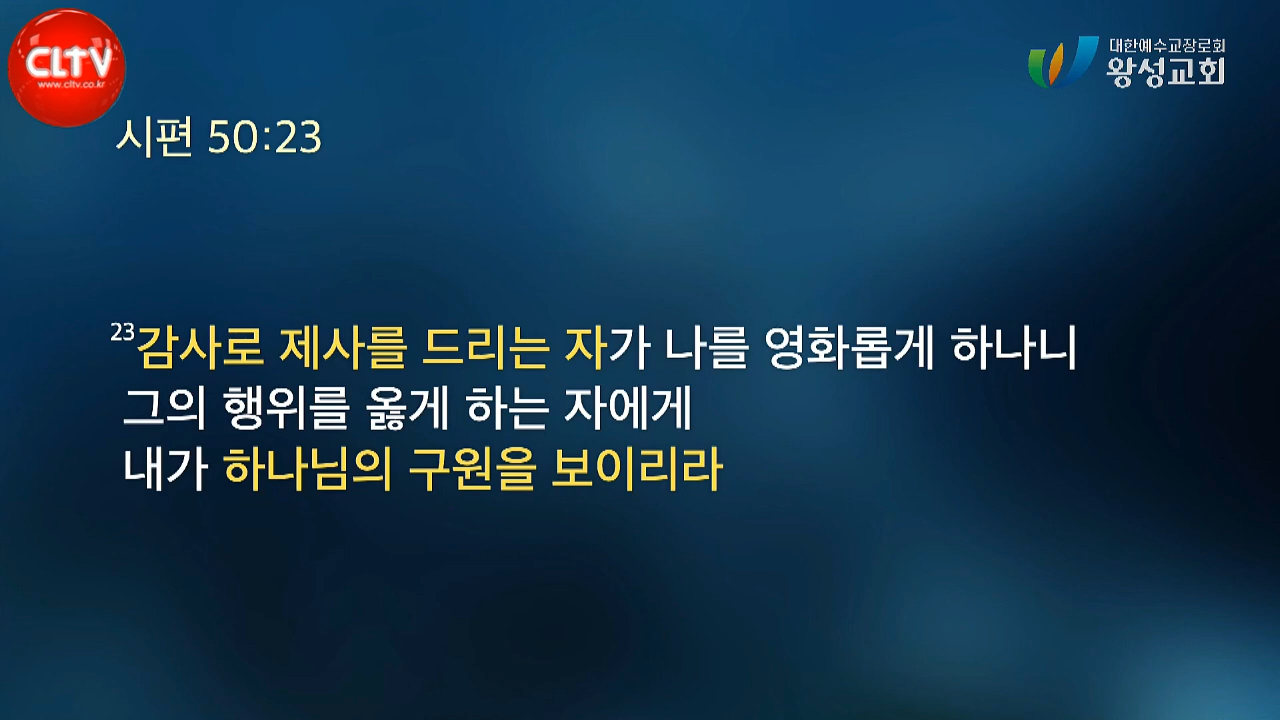 CLTV
www.cltv.co.kr
대한예수교장로회
왕성교회
시편 50:23
23감사로 제사를 드리는 자가 나를 영화롭게 하나니
그의 행위를 옳게 하는 자에게
내가 하나님의 구원을 보이리라